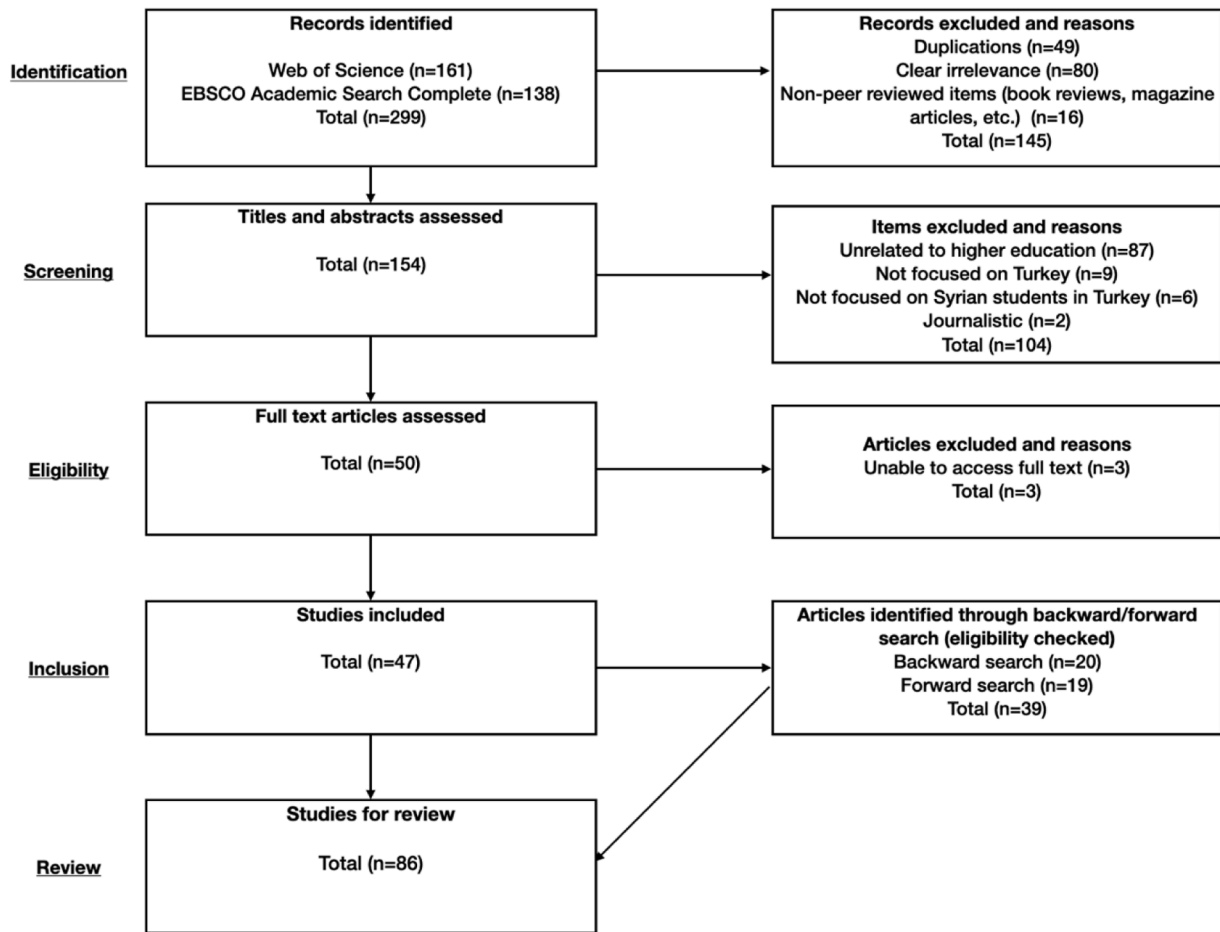 Identification
Records identified
Web of Science (n=161)
EBSCO Academic Search Complete (n=138)
Total (n=299)
Records excluded and reasons
Duplications (n=49)
Clear irrelevance (n=80)
Non-peer reviewed items (book reviews, magazine
articles, etc.) (n=16)
Total (n=145)
Screening
Titles and abstracts assessed
Total (n=154)
Items excluded and reasons
Unrelated to higher education (n=87)
Not focused on Turkey (n=9)
Not focused on Syrian students in Turkey (n=6)
Journalistic (n=2)
Total (n=104)
Eligibility
Full text articles assessed
Total (n=50)
Articles excluded and reasons
Unable to access full text (n=3)
Total (n=3)
Inclusion
Studies included
Total (n=47)
Articles identified through backward/forward
search (eligibility checked)
Backward search (n=20)
Forward search (n=19)
Total (n=39)
Review
Studies for review
Total (n=86)